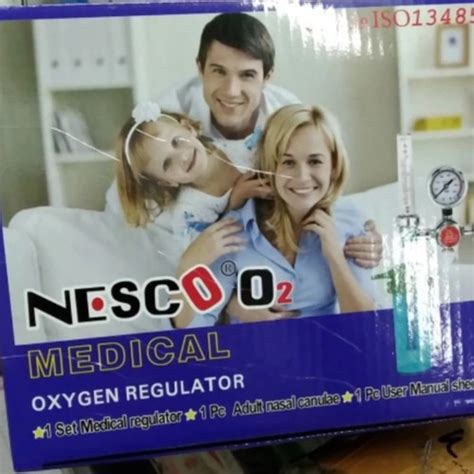 ISO13485
NESCO® O2
MEDICAL
OXYGEN REGULATOR
★1 Set Medical regulator ★1 Pc Adult nasal canulae ★1 Pc User Manual shee